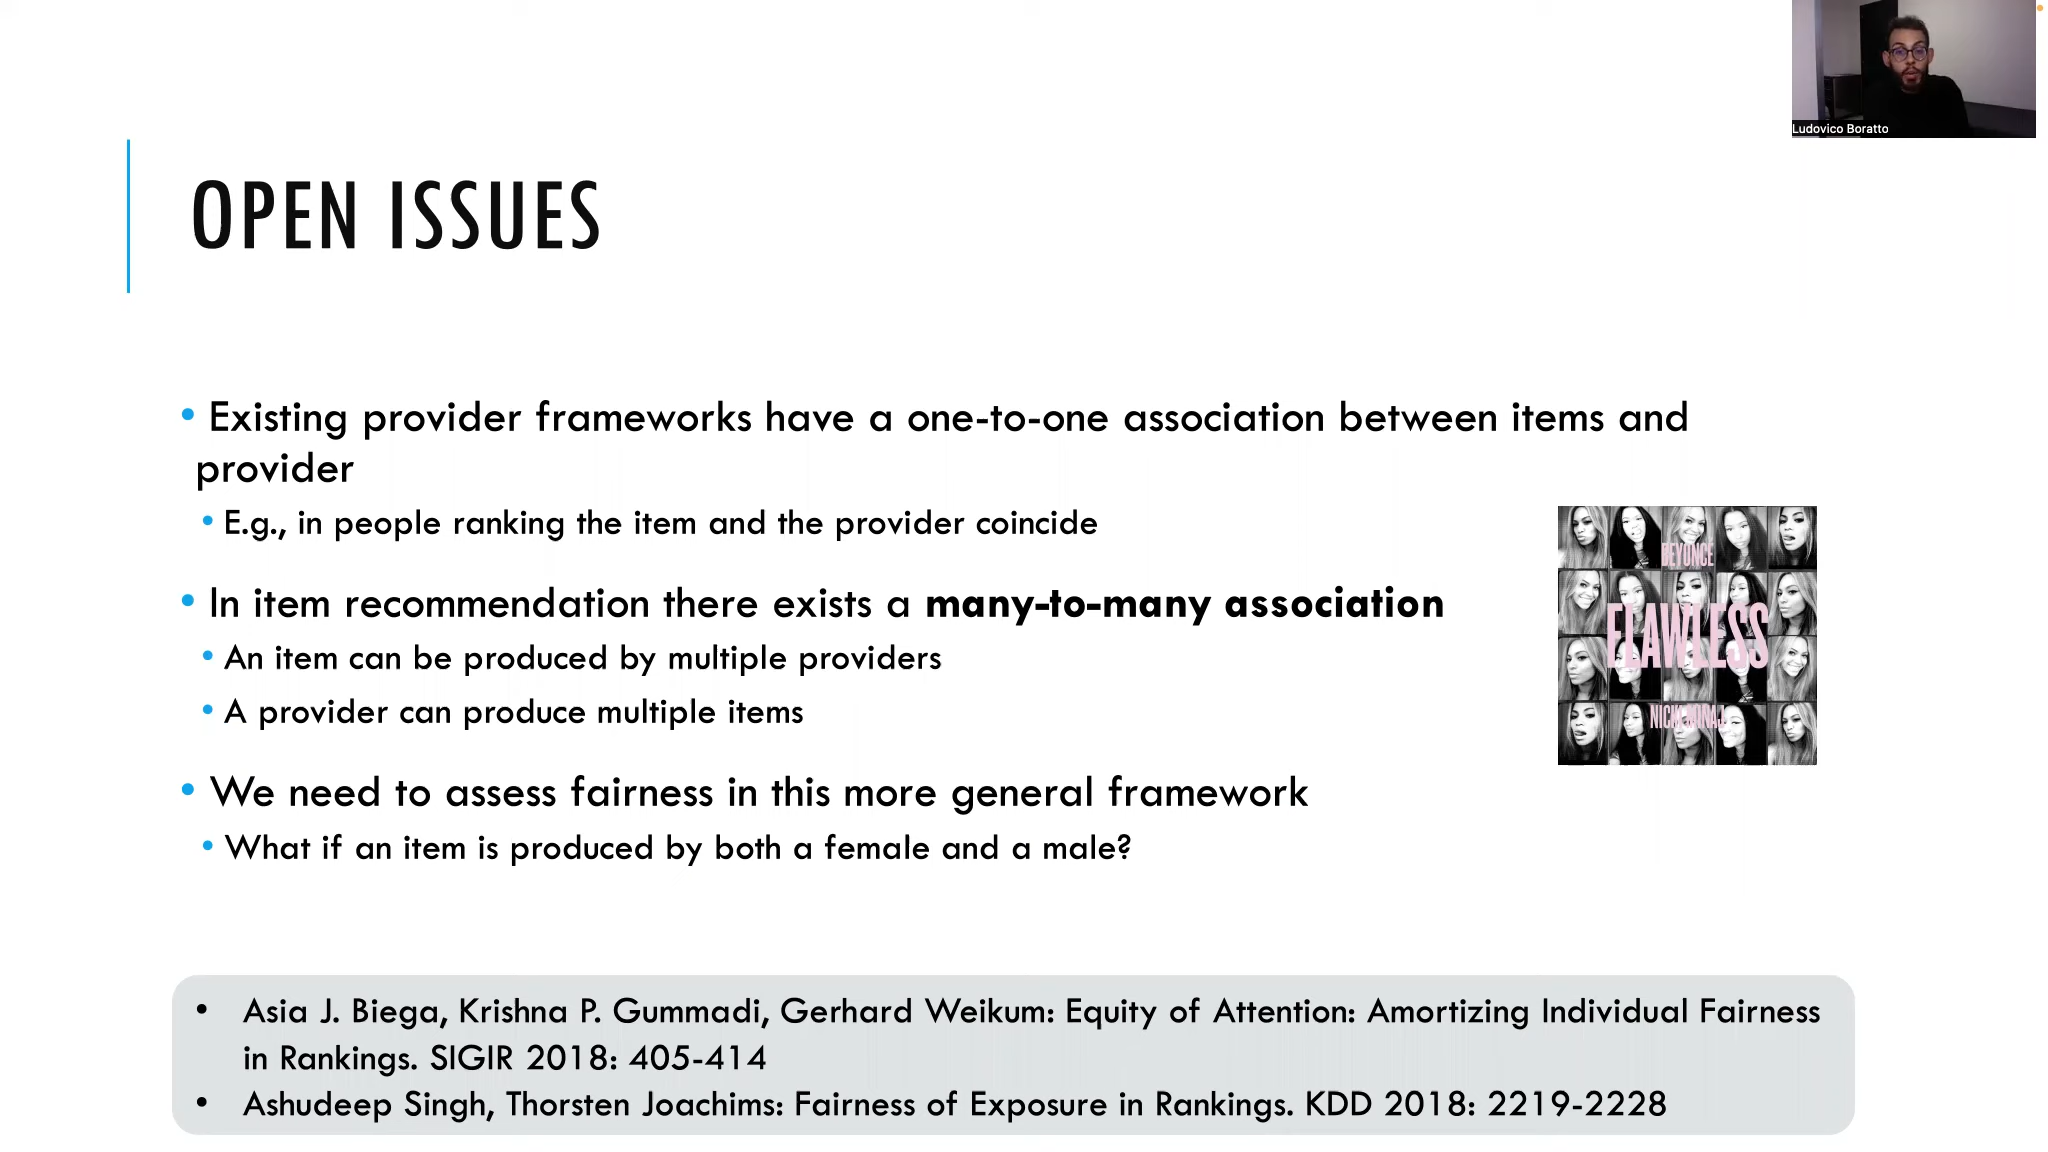 Ludovico Boratto
OPEN ISSUES
• Existing provider frameworks have a one-to-one association between items and
provider
• E.g., in people ranking the item and the provider coincide
• In item recommendation there exists a many-to-many association
• An item can be produced by multiple providers
• A provider can produce multiple items
BEYONCÉ
FLAWLESS
NICKI MINAJ
• We need to assess fairness in this more general framework
• What if an item is produced by both a female and a male?
• Asia J. Biega, Krishna P. Gummadi, Gerhard Weikum: Equity of Attention: Amortizing Individual Fairness
in Rankings. SIGIR 2018: 405-414
• Ashudeep Singh, Thorsten Joachims: Fairness of Exposure in Rankings. KDD 2018: 2219-2228